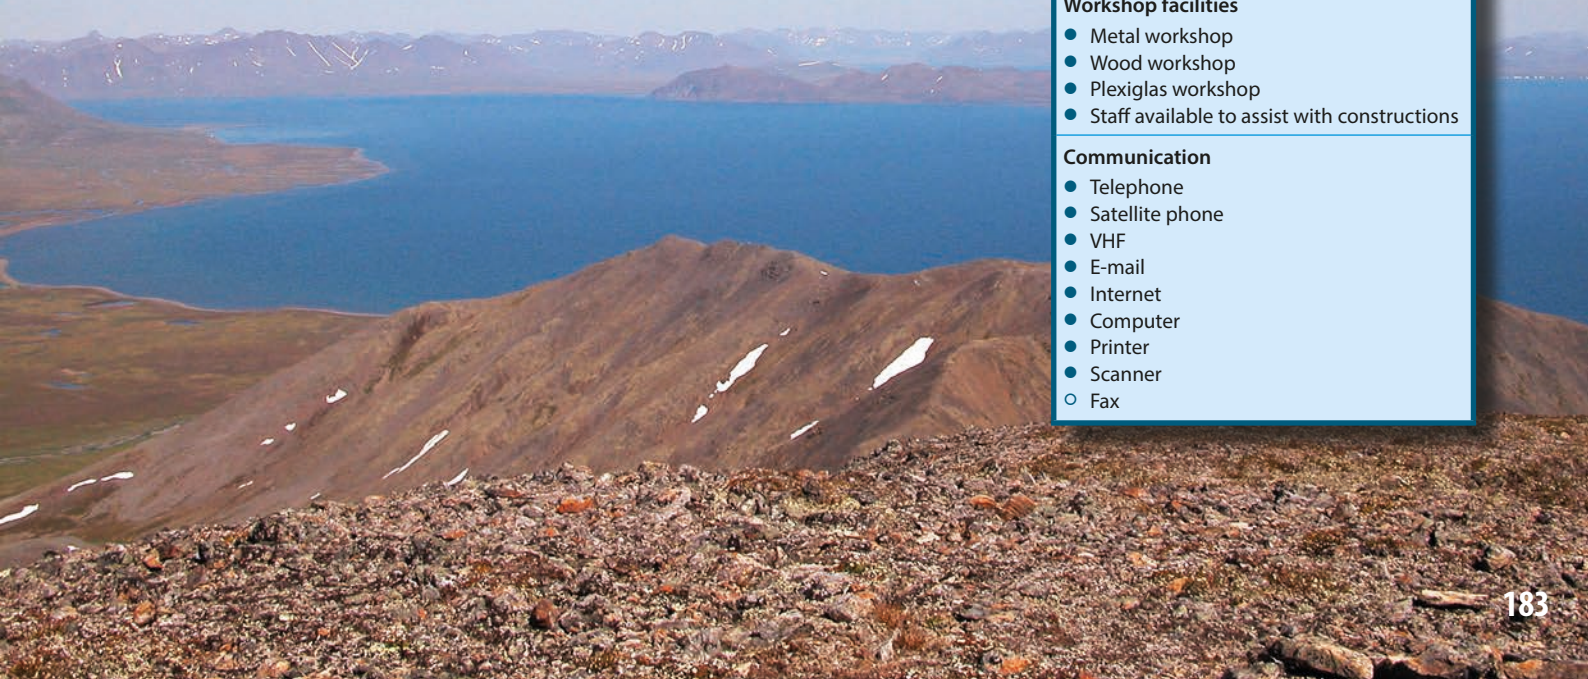 Workshop facilities
● Metal workshop
● Wood workshop
● Plexiglas workshop
● Staff available to assist with constructions
Communication
● Telephone
● Satellite phone
● VHF
● E-mail
● Internet
● Computer
● Printer
● Scanner
○ Fax
183